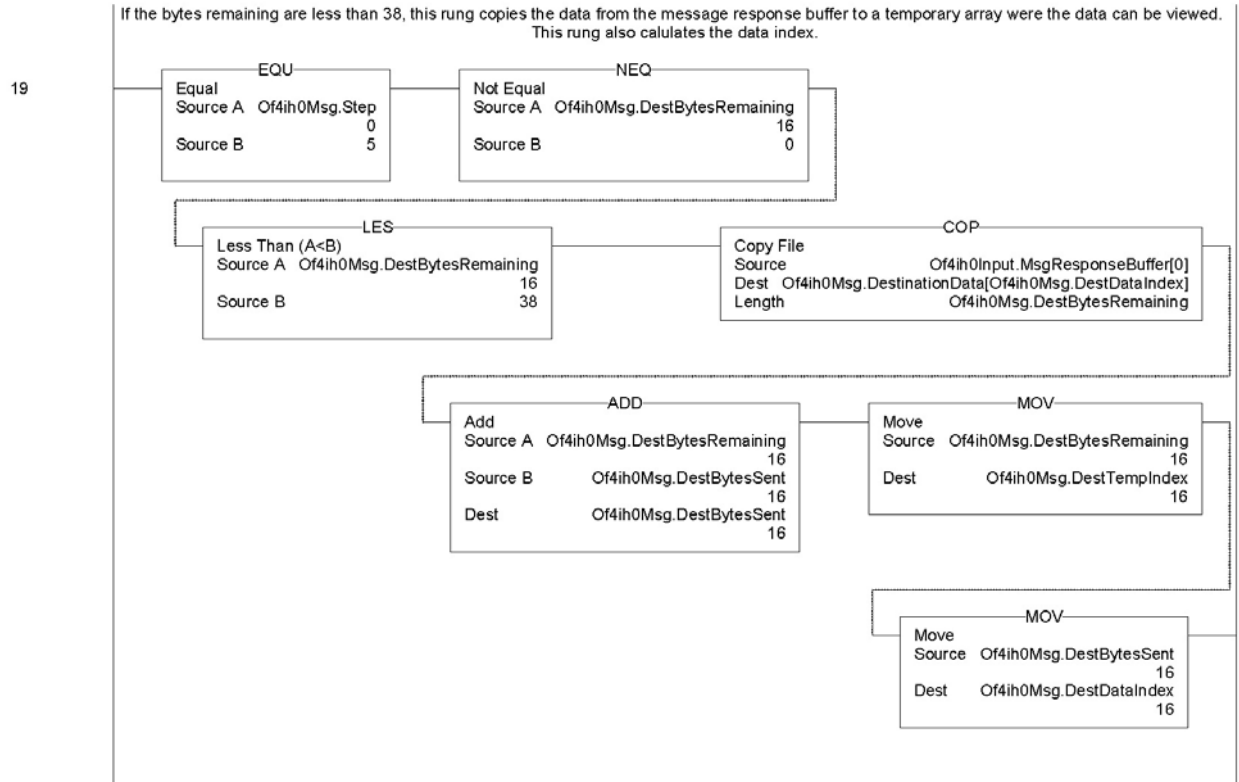 If the bytes remaining are less than 38, this rung copies the data from the message response buffer to a temporary array were the data can be viewed.
This rung also calulates the data index.
19
EQU
Equal
Source A Of4ih0Msg.Step
0
Source B 5
NEQ
Not Equal
Source A Of4ih0Msg.DestBytesRemaining
16
Source B 0
LES
Less Than (A<B)
Source A Of4ih0Msg.DestBytesRemaining
16
Source B 38
COP
Copy File
Source Of4ih0Input.MsgResponseBuffer[0]
Dest Of4ih0Msg.DestinationData[Of4ih0Msg.DestDataIndex]
Length Of4ih0Msg.DestBytesRemaining
ADD
Add
Source A Of4ih0Msg.DestBytesRemaining
16
Source B Of4ih0Msg.DestBytesSent
16
Dest Of4ih0Msg.DestBytesSent
16
MOV
Move
Source Of4ih0Msg.DestBytesRemaining
16
Dest Of4ih0Msg.DestTempIndex
16
MOV
Move
Source Of4ih0Msg.DestBytesSent
16
Dest Of4ih0Msg.DestDataIndex
16